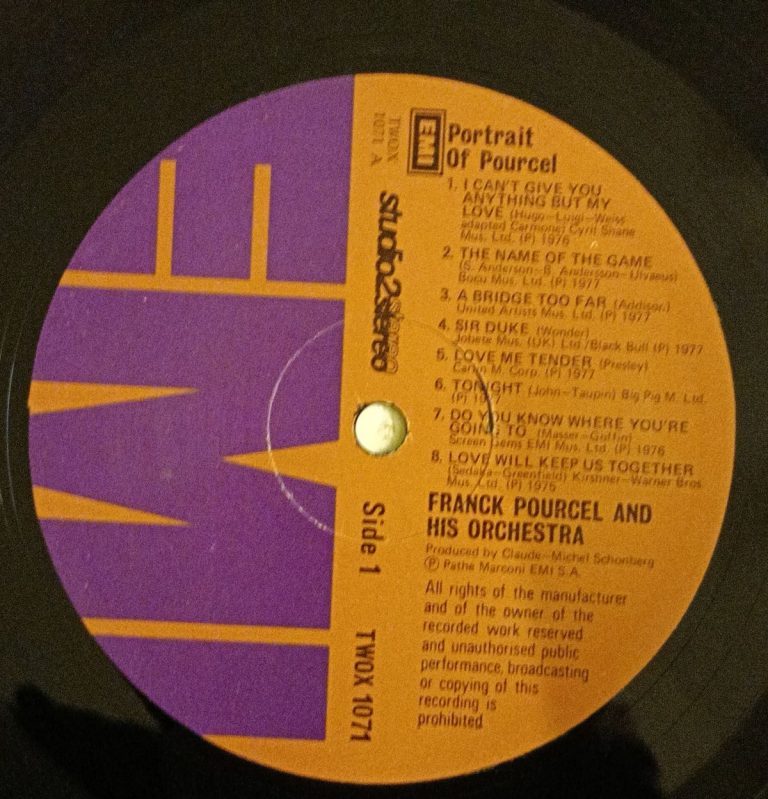 EMI
TWOX
1071 A
EMI
Portrait
Of Pourcel
1. I CAN'T GIVE YOU
ANYTHING BUT MY
LOVE (Hugo—Luigi—Weiss
adapted Carmone) Cyril Shane
Mus. Ltd. (P) 1976
2. THE NAME OF THE GAME
(S. Anderson—B. Andersson—Ulvaeus)
Bocu Mus. Ltd. (P) 1977
3. A BRIDGE TOO FAR (Addison)
United Artists Mus. Ltd. (P) 1977
4. SIR DUKE (Wonder)
Jobete Mus. (UK) Ltd./Black Bull (P) 1977
5. LOVE ME TENDER (Presley)
Carlin M. Corp. (P) 1977
6. TONIGHT (John—Taupin) Big Pig M. Ltd.
(P) 1977
7. DO YOU KNOW WHERE YOU'RE
GOING TO (Masser—Goffin)
Screen Gems EMI Mus. Ltd. (P) 1976
8. LOVE WILL KEEP US TOGETHER
(Sedaka—Greenfield) Kirshner—Warner Bros
Mus. Ltd. (P) 1975
FRANCK POURCEL AND
HIS ORCHESTRA
Produced by Claude—Michel Schonberg
Ⓟ Pathe Marconi EMI S.A.
All rights of the manufacturer
and of the owner of the
recorded work reserved
and unauthorised public
performance, broadcasting
or copying of this
recording is
prohibited
studio2stereo
Side 1
TWOX 1071